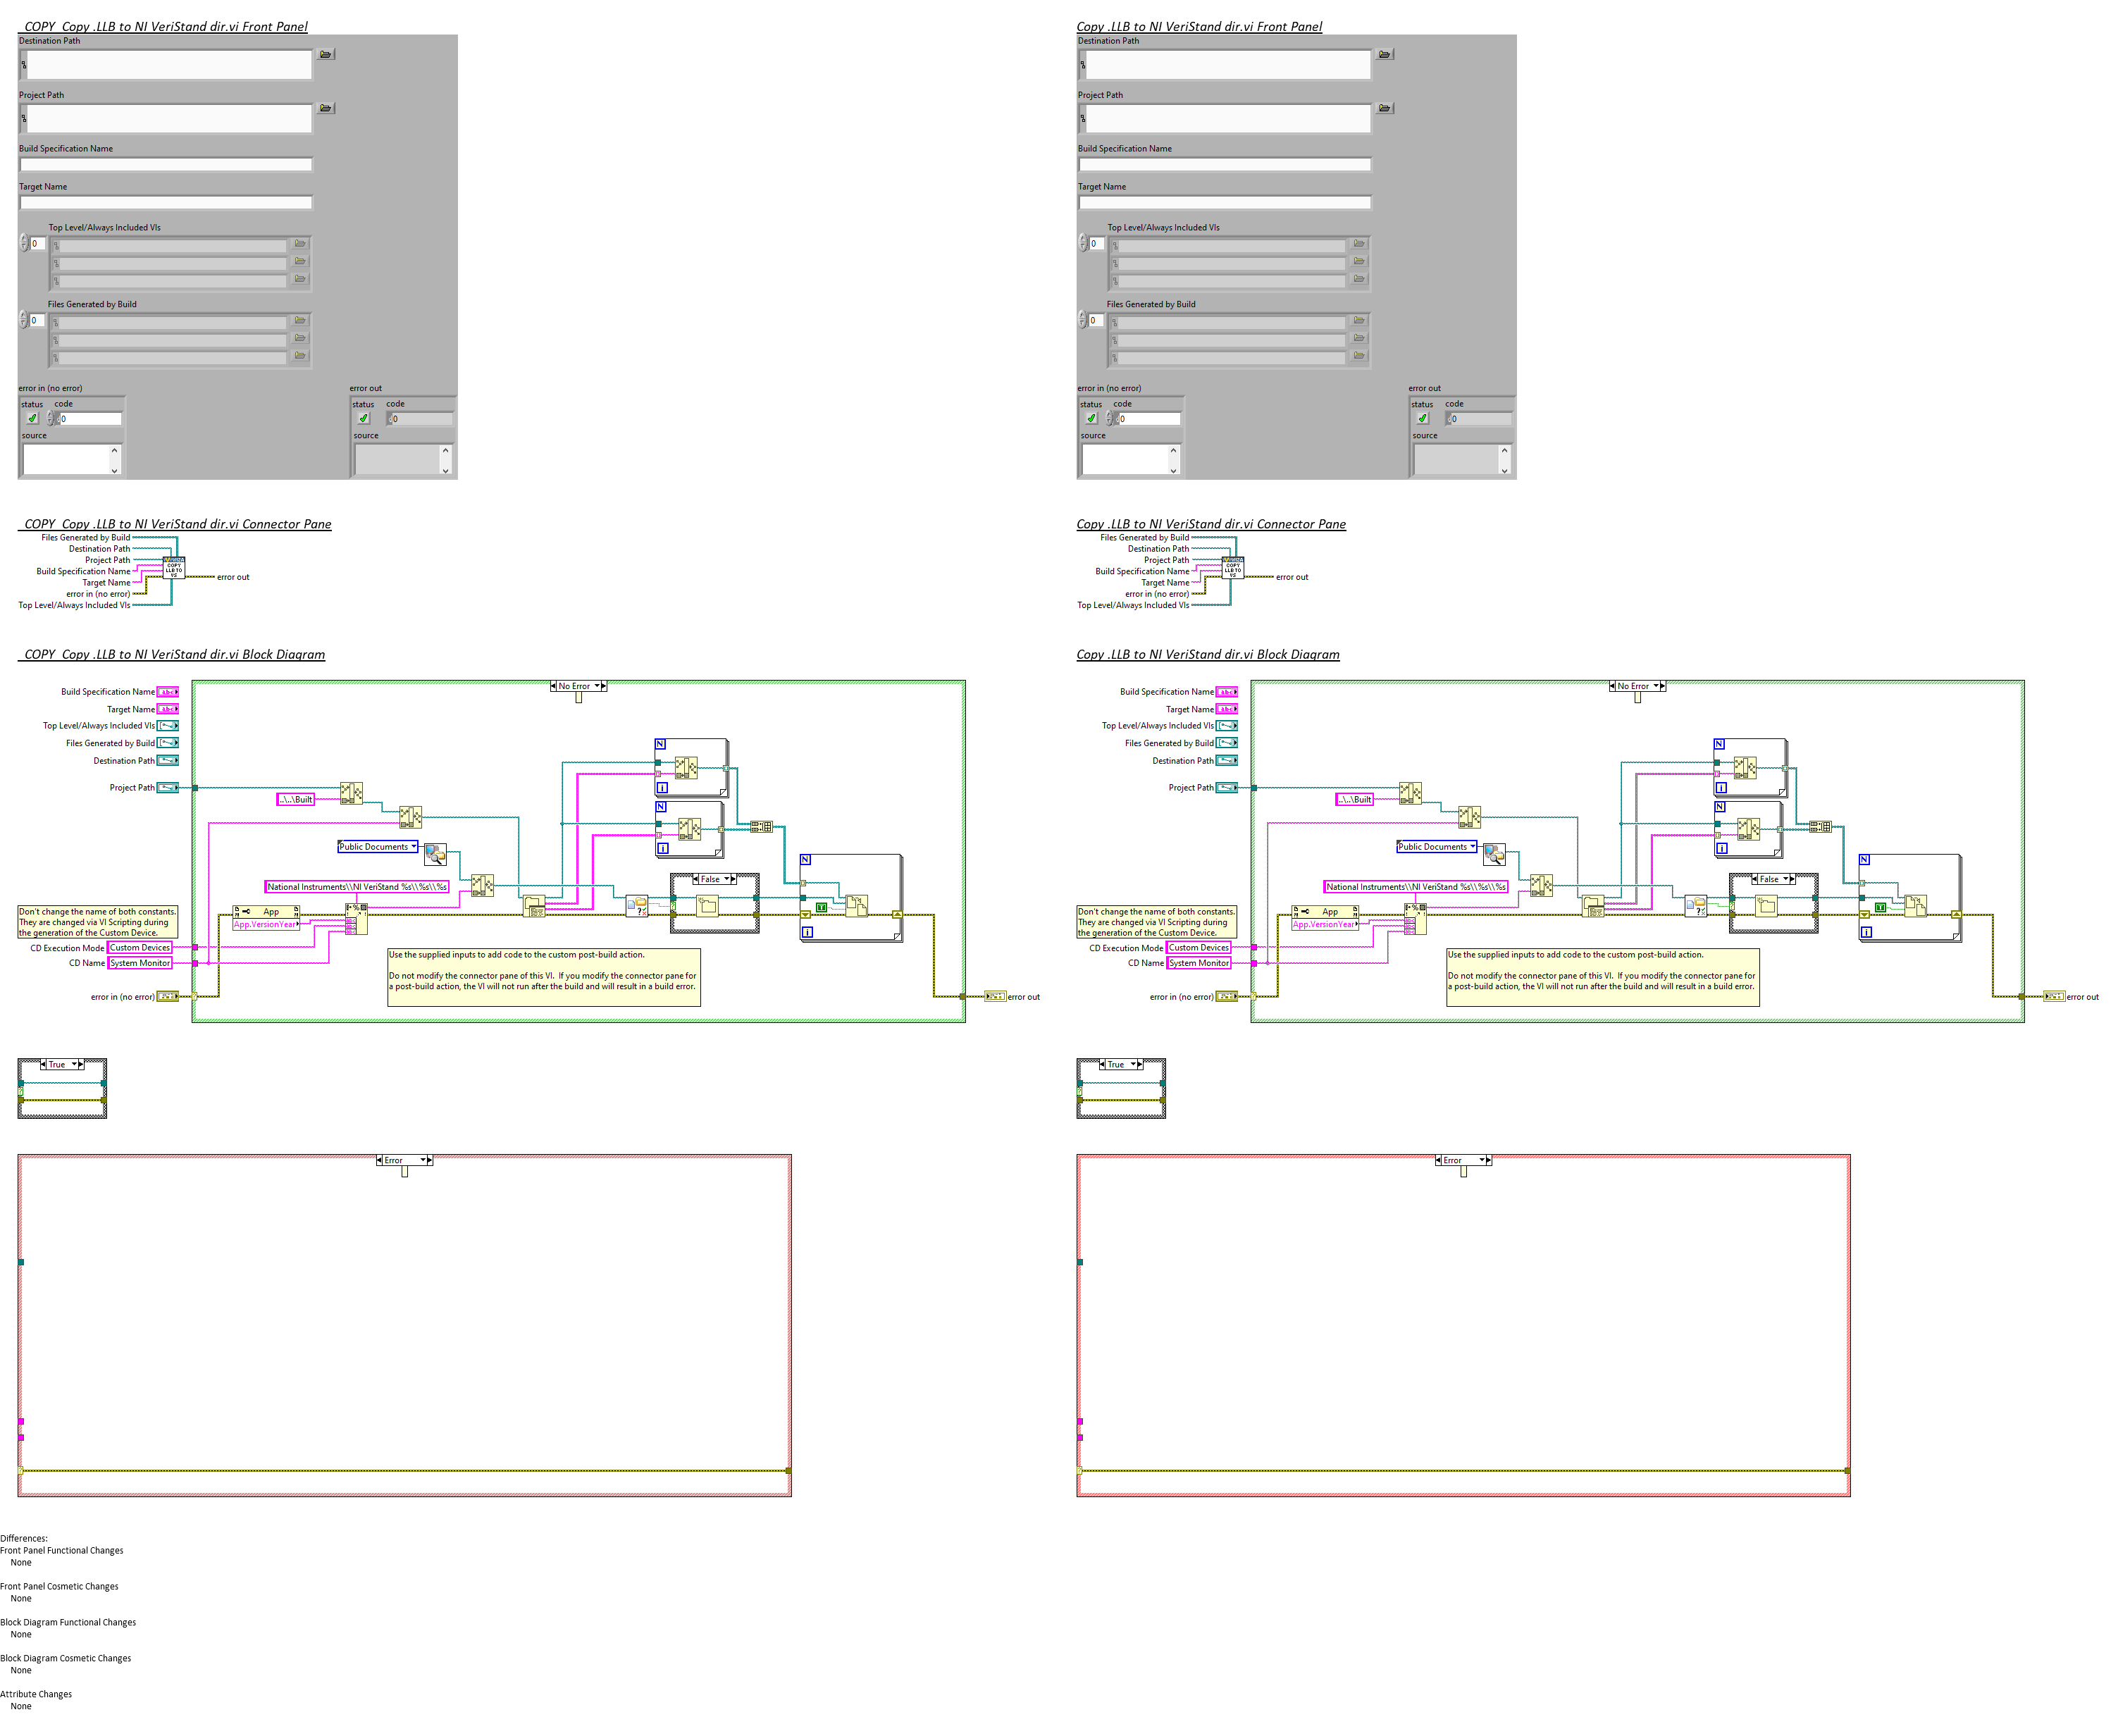 _COPY_Copy .LLB to NI VeriStand dir.vi Front Panel
Destination Path
Project Path
Build Specification Name
Target Name
Top Level/Always Included VIs
0
Files Generated by Build
0
error in (no error)
error out
status code
0
source
status code
0
source
_COPY_Copy .LLB to NI VeriStand dir.vi Connector Pane
Files Generated by Build
Destination Path
Project Path
Build Specification Name
Target Name
error in (no error)
Top Level/Always Included VIs
COPY
LLB TO
VS
error out
_COPY_Copy .LLB to NI VeriStand dir.vi Block Diagram
No Error
Build Specification Name
abc
Target Name
abc
Top Level/Always Included VIs
Files Generated by Build
Destination Path
Project Path
..\..\Built
N
i
N
i
Public Documents
National Instruments\\NI VeriStand %s\\%s\\%s
False
N
T
i
App
App.VersionYear
Don't change the name of both constants.
They are changed via VI Scripting during
the generation of the Custom Device.
CD Execution Mode
Custom Devices
CD Name
System Monitor
Use the supplied inputs to add code to the custom post-build action.
Do not modify the connector pane of this VI. If you modify the connector pane for
a post-build action, the VI will not run after the build and will result in a build error.
error in (no error)
error out
True
Error
Copy .LLB to NI VeriStand dir.vi Front Panel
Destination Path
Project Path
Build Specification Name
Target Name
Top Level/Always Included VIs
0
Files Generated by Build
0
error in (no error)
error out
status code
0
source
status code
0
source
Copy .LLB to NI VeriStand dir.vi Connector Pane
Files Generated by Build
Destination Path
Project Path
Build Specification Name
Target Name
error in (no error)
Top Level/Always Included VIs
COPY
LLB TO
VS
error out
Copy .LLB to NI VeriStand dir.vi Block Diagram
No Error
Build Specification Name
abc
Target Name
abc
Top Level/Always Included VIs
Files Generated by Build
Destination Path
Project Path
..\..\Built
N
i
N
i
Public Documents
National Instruments\\NI VeriStand %s\\%s\\%s
False
N
T
i
App
App.VersionYear
Don't change the name of both constants.
They are changed via VI Scripting during
the generation of the Custom Device.
CD Execution Mode
Custom Devices
CD Name
System Monitor
Use the supplied inputs to add code to the custom post-build action.
Do not modify the connector pane of this VI. If you modify the connector pane for
a post-build action, the VI will not run after the build and will result in a build error.
error in (no error)
error out
True
Error
Differences:
Front Panel Functional Changes
None
Front Panel Cosmetic Changes
None
Block Diagram Functional Changes
None
Block Diagram Cosmetic Changes
None
Attribute Changes
None